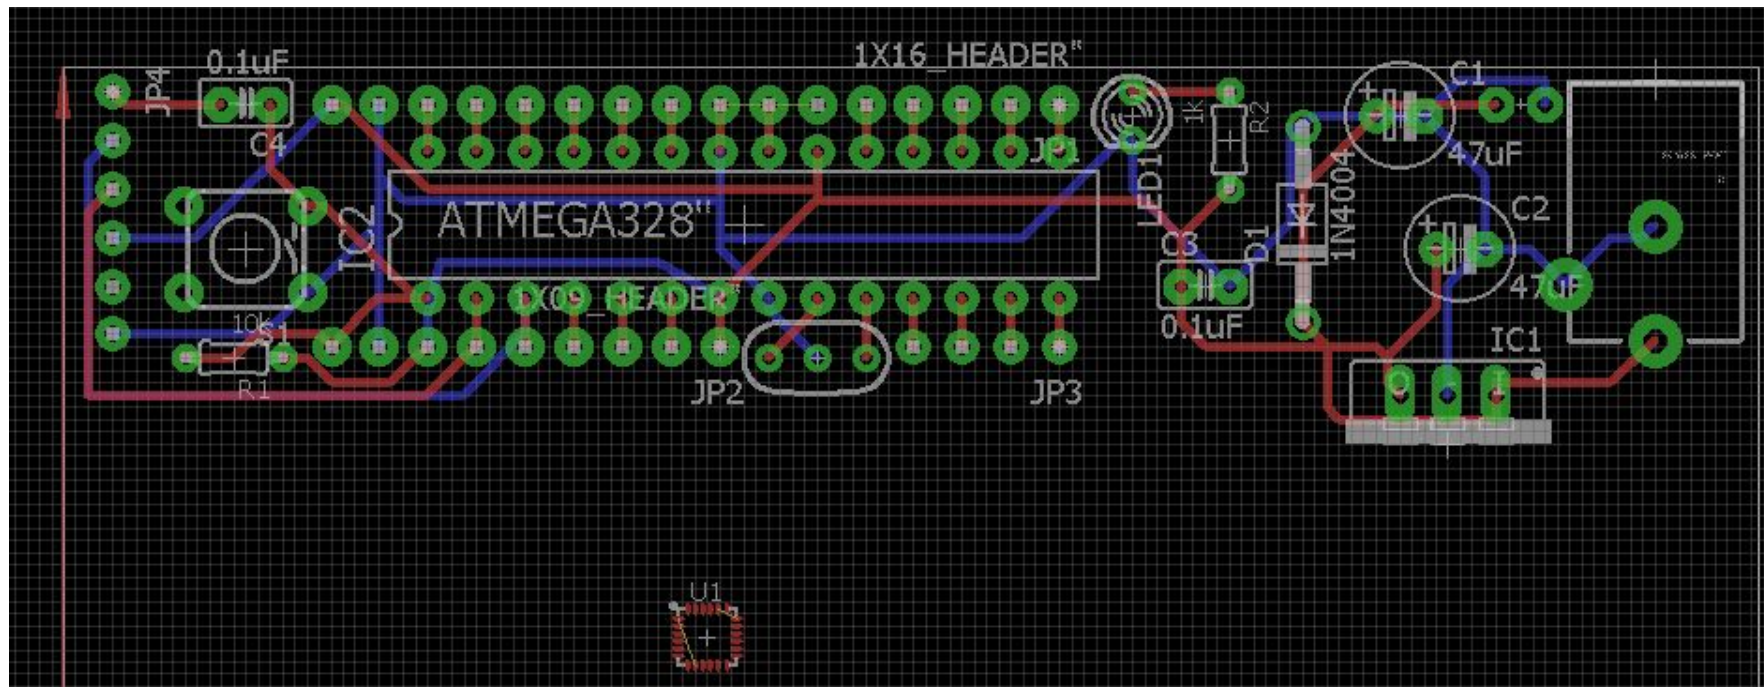 1X16_HEADER"
0.1uF
JP4
C4
C1
1k
R2
JP1
47uF
LED1
1N4004
IC2
ATMEGA328"
C2
C3
D1
1X09_HEADER"
47uF
0.1uF
10k
S1
IC1
R1
JP2
JP3
O
-
I
U1